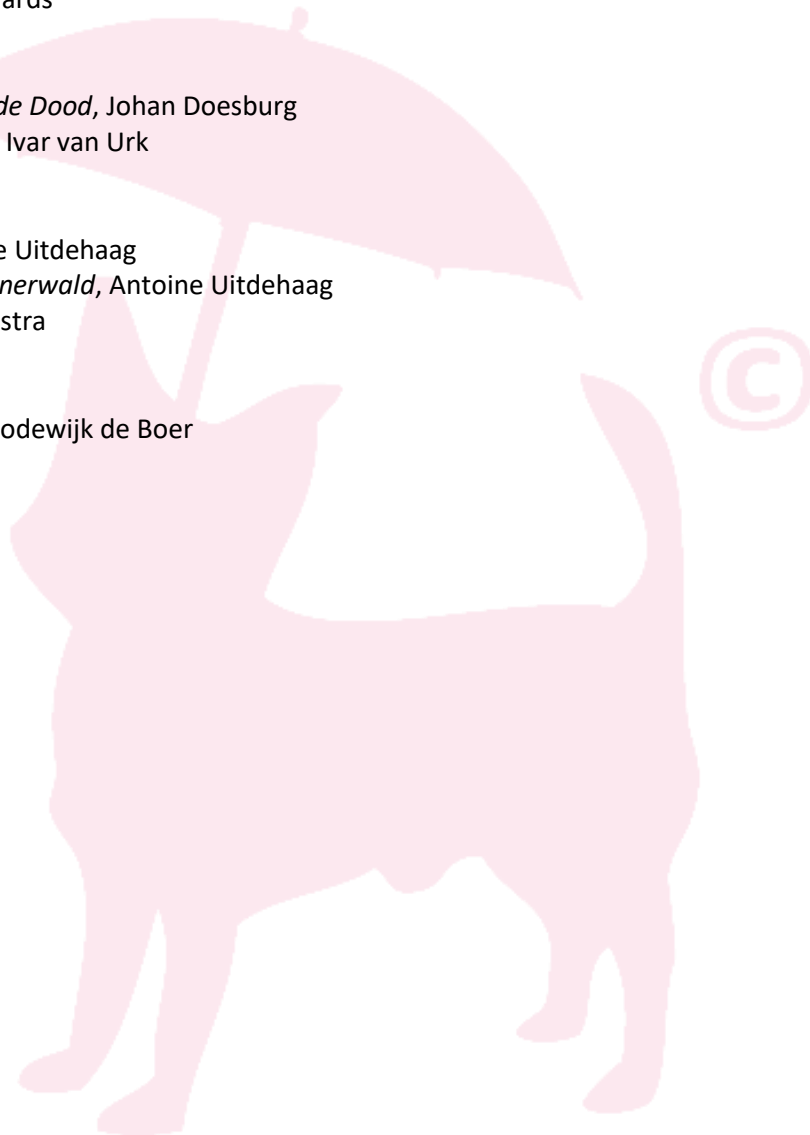 ards
de Dood, Johan Doesburg
Ivar van Urk
e Uitdehaag
nerwald, Antoine Uitdehaag
stra
odewijk de Boer
©